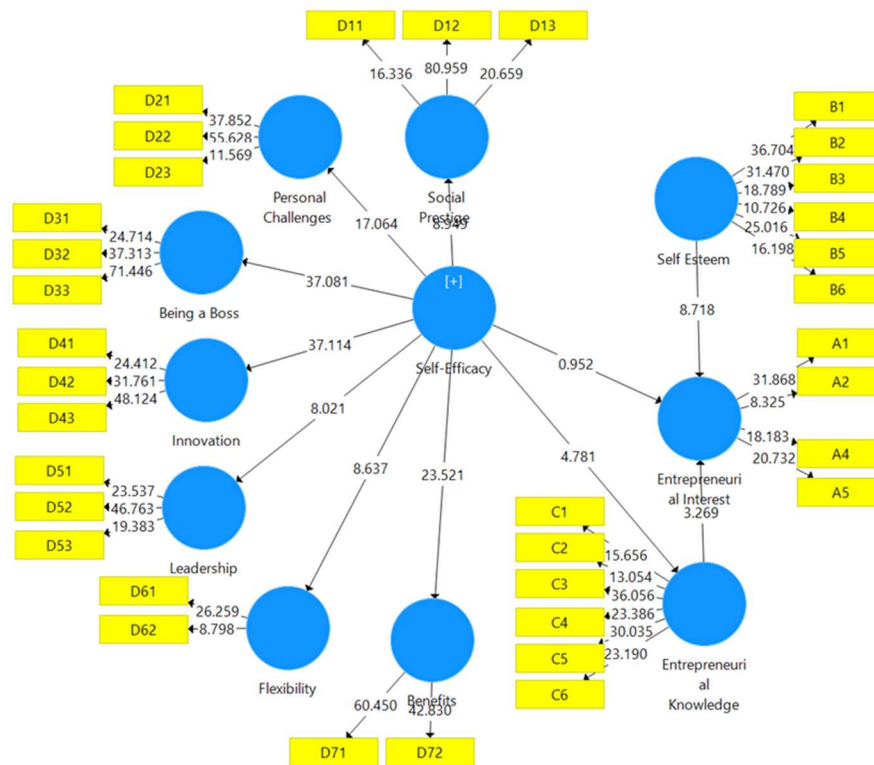 D11
D12
D13
16.336
80.959
20.659
D21
D22
D23
37.852
55.628
11.569
Personal
Challenges
Social
Prestige
B1
B2
B3
B4
B5
B6
36.704
31.470
18.789
10.726
25.016
16.198
Self Esteem
D31
D32
D33
24.714
37.313
71.446
Being a Boss
17.064
8.949
37.081
[+]
Self-Efficacy
8.718
D41
D42
D43
24.412
31.761
48.124
Innovation
37.114
0.952
A1
A2
A4
A5
31.868
8.325
18.183
20.732
Entrepreneuri
al Interest
D51
D52
D53
23.537
46.763
19.383
Leadership
8.021
8.637
23.521
4.781
3.269
C1
C2
C3
C4
C5
C6
15.656
13.054
36.056
23.386
30.035
23.190
Entrepreneuri
al
Knowledge
D61
D62
26.259
8.798
Flexibility
Benefits
60.450
42.830
D71
D72